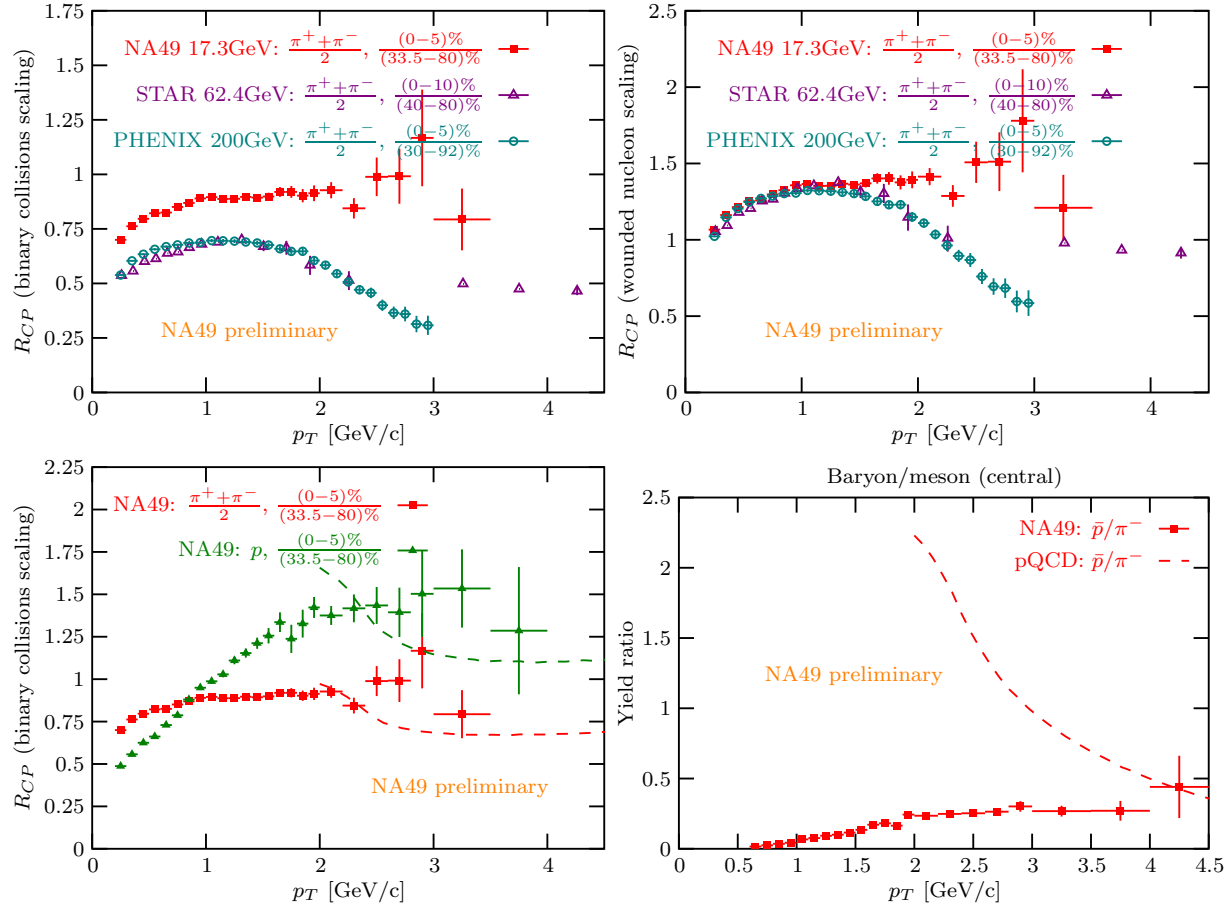 R_CP (binary collisions scaling)
1.75
1.5
1.25
1
0.75
0.5
0.25
0
NA49 17.3GeV: (π⁺+π⁻)/2, (0−5)%/(33.5−80)%
STAR 62.4GeV: (π⁺+π⁻)/2, (0−10)%/(40−80)%
PHENIX 200GeV: (π⁺+π⁻)/2, (0−5)%/(30−92)%
NA49 preliminary
0 1 2 3 4
p_T [GeV/c]
R_CP (wounded nucleon scaling)
2.5
2
1.5
1
0.5
0
NA49 17.3GeV: (π⁺+π⁻)/2, (0−5)%/(33.5−80)%
STAR 62.4GeV: (π⁺+π⁻)/2, (0−10)%/(40−80)%
PHENIX 200GeV: (π⁺+π⁻)/2, (0−5)%/(30−92)%
NA49 preliminary
0 1 2 3 4
p_T [GeV/c]
R_CP (binary collisions scaling)
2.25
2
1.75
1.5
1.25
1
0.75
0.5
0.25
0
NA49: (π⁺+π⁻)/2, (0−5)%/(33.5−80)%
NA49: p, (0−5)%/(33.5−80)%
NA49 preliminary
0 1 2 3 4
p_T [GeV/c]
Baryon/meson (central)
Yield ratio
2.5
2
1.5
1
0.5
0
NA49: p̄/π⁻
pQCD: p̄/π⁻
NA49 preliminary
0 0.5 1 1.5 2 2.5 3 3.5 4 4.5
p_T [GeV/c]